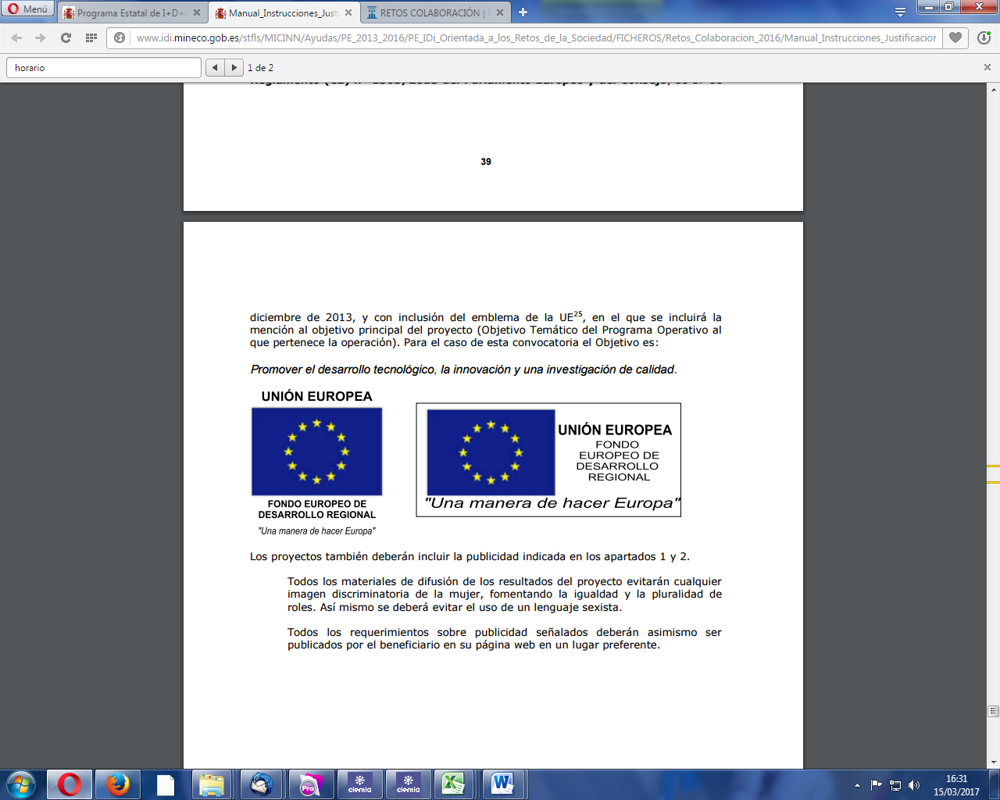 Menú
Programa Estatal de I+D+
Manual_Instrucciones_Just
RETOS COLABORACIÓN |
www.idi.mineco.gob.es/stfls/MICINN/Ayudas/PE_2013_2016/PE_IDi_Orientada_a_los_Retos_de_la_Sociedad/FICHEROS/Retos_Colaboracion_2016/Manual_Instrucciones_Justificacion
horario
1 de 2
39
diciembre de 2013, y con inclusión del emblema de la UE25, en el que se incluirá la
mención al objetivo principal del proyecto (Objetivo Temático del Programa Operativo al
que pertenece la operación). Para el caso de esta convocatoria el Objetivo es:
Promover el desarrollo tecnológico, la innovación y una investigación de calidad.
UNIÓN EUROPEA
FONDO EUROPEO DE
DESARROLLO REGIONAL
"Una manera de hacer Europa"
UNIÓN EUROPEA
FONDO
EUROPEO DE
DESARROLLO
REGIONAL
"Una manera de hacer Europa"
Los proyectos también deberán incluir la publicidad indicada en los apartados 1 y 2.
Todos los materiales de difusión de los resultados del proyecto evitarán cualquier
imagen discriminatoria de la mujer, fomentando la igualdad y la pluralidad de
roles. Así mismo se deberá evitar el uso de un lenguaje sexista.
Todos los requerimientos sobre publicidad señalados deberán asimismo ser
publicados por el beneficiario en su página web en un lugar preferente.
Pro
cientia
cientia
16:31
15/03/2017